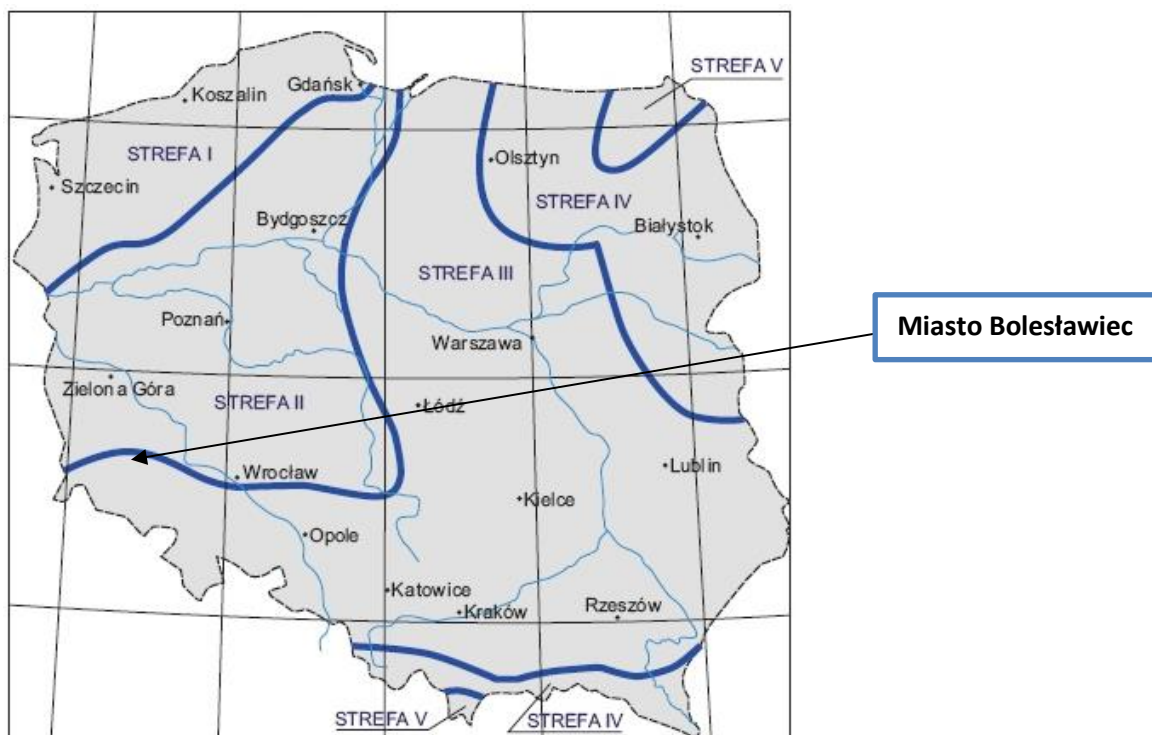 STREFA V
Gdańsk
Koszalin
STREFA I
Olsztyn
Szczecin
STREFA IV
Bydgoszcz
Białystok
STREFA III
Miasto Bolesławiec
Poznań
Warszawa
Zielona Góra
STREFA II
Łódź
Lublin
Wrocław
Kielce
Opole
Katowice
Kraków
Rzeszów
STREFA V
STREFA IV